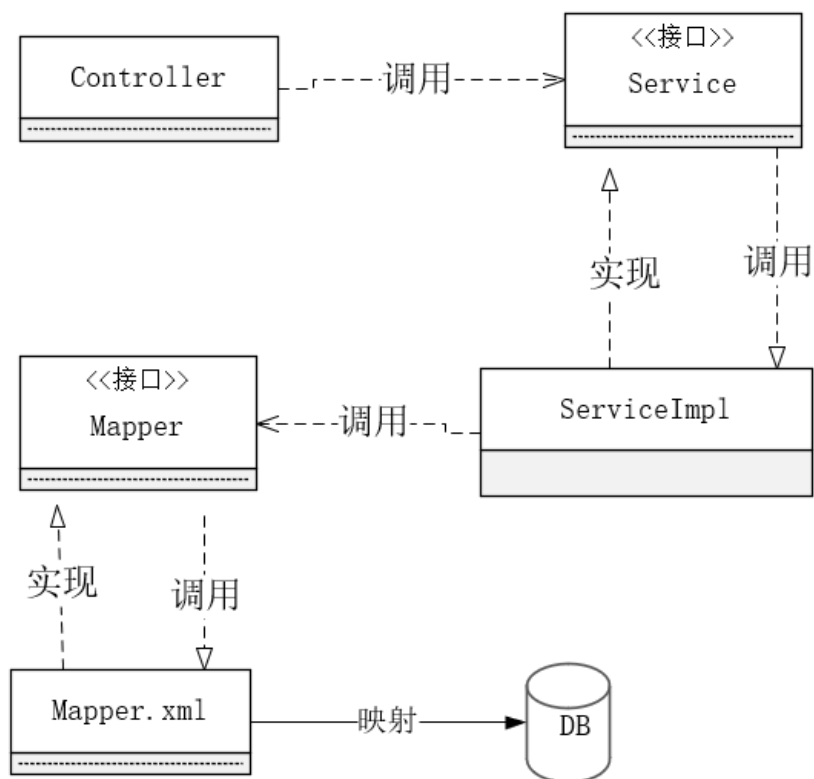 Controller
调用
<<接口>>
Service
实现
调用
<<接口>>
Mapper
调用
ServiceImpl
实现
调用
Mapper.xml
映射
DB